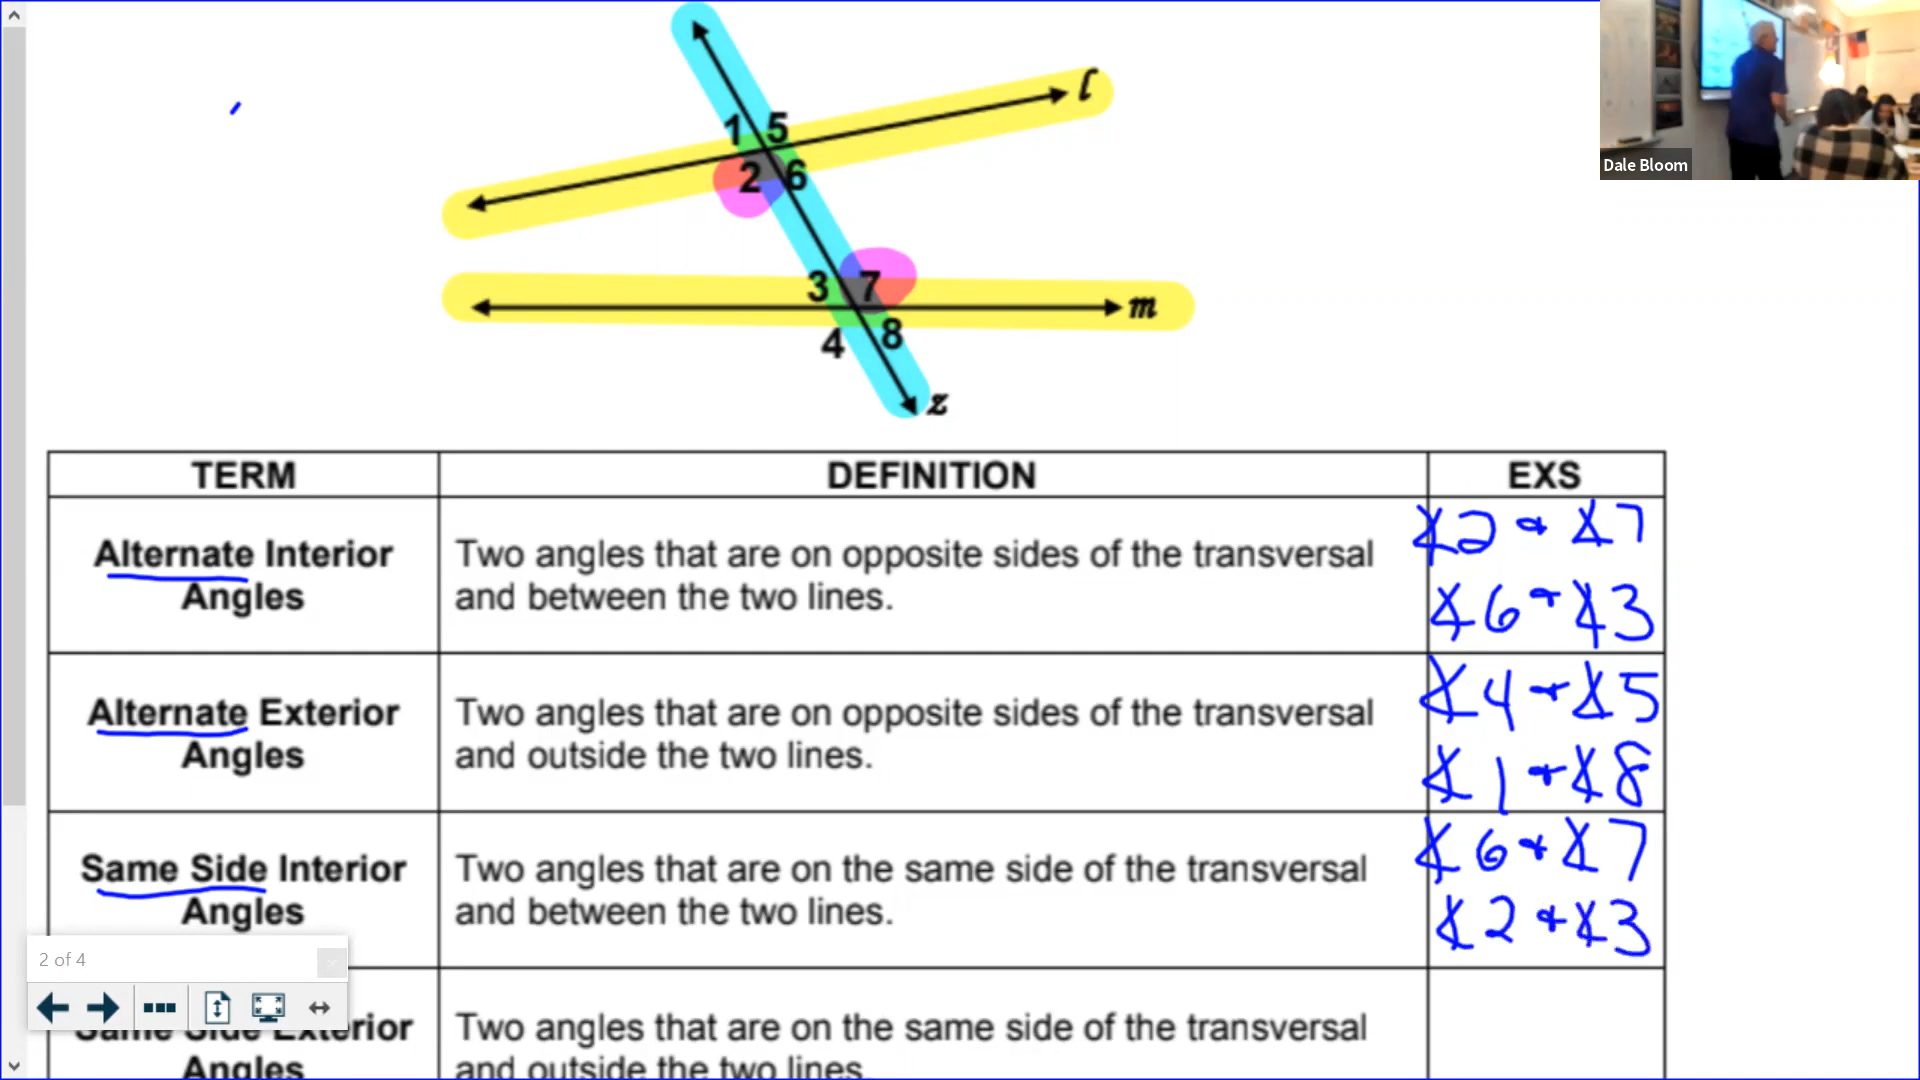 l
1 5
2 6
3 7
m
4 8
z
Dale Bloom
TERM DEFINITION EXS
Alternate Interior
Angles
Two angles that are on opposite sides of the transversal
and between the two lines.
∡2 + ∡7
∡6 + ∡3
Alternate Exterior
Angles
Two angles that are on opposite sides of the transversal
and outside the two lines.
∡4 + ∡5
∡1 + ∡8
Same Side Interior
Angles
Two angles that are on the same side of the transversal
and between the two lines.
∡6 + ∡7
∡2 + ∡3
2 of 4
Same Side Exterior
Angles
Two angles that are on the same side of the transversal
and outside the two lines.